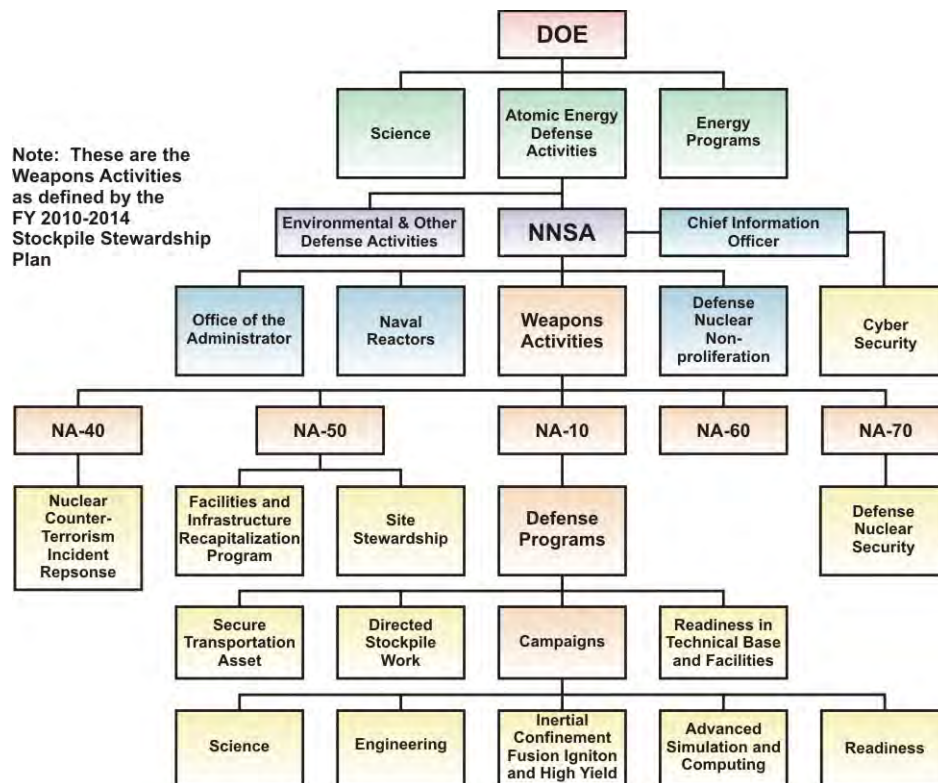 DOE
Science
Atomic Energy
Defense
Activities
Energy
Programs
Note: These are the
Weapons Activities
as defined by the
FY 2010-2014
Stockpile Stewardship
Plan
Environmental & Other
Defense Activities
NNSA
Chief Information
Officer
Office of the
Administrator
Naval
Reactors
Weapons
Activities
Defense
Nuclear
Non-
proliferation
Cyber
Security
NA-40
NA-50
NA-10
NA-60
NA-70
Nuclear
Counter-
Terrorism
Incident
Repsonse
Facilities and
Infrastructure
Recapitalization
Program
Site
Stewardship
Defense
Programs
Defense
Nuclear
Security
Secure
Transportation
Asset
Directed
Stockpile
Work
Campaigns
Readiness in
Technical Base
and Facilities
Science
Engineering
Inertial
Confinement
Fusion Igniton
and High Yield
Advanced
Simulation and
Computing
Readiness